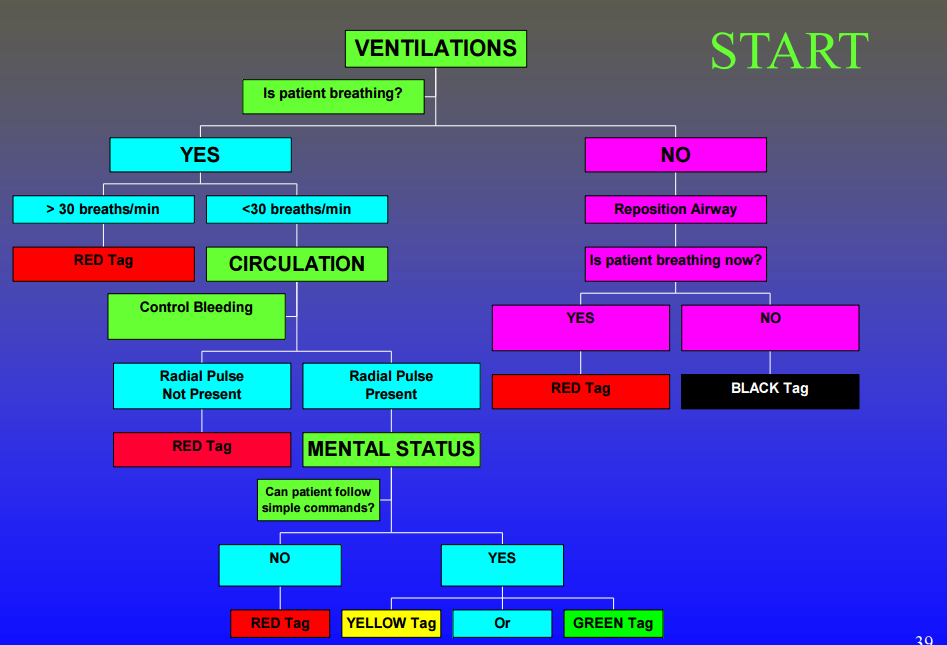 START
VENTILATIONS
Is patient breathing?
YES
NO
> 30 breaths/min
<30 breaths/min
Reposition Airway
RED Tag
CIRCULATION
Is patient breathing now?
Control Bleeding
YES
NO
Radial Pulse
Not Present
Radial Pulse
Present
RED Tag
BLACK Tag
RED Tag
MENTAL STATUS
Can patient follow
simple commands?
NO
YES
RED Tag
YELLOW Tag
Or
GREEN Tag
39